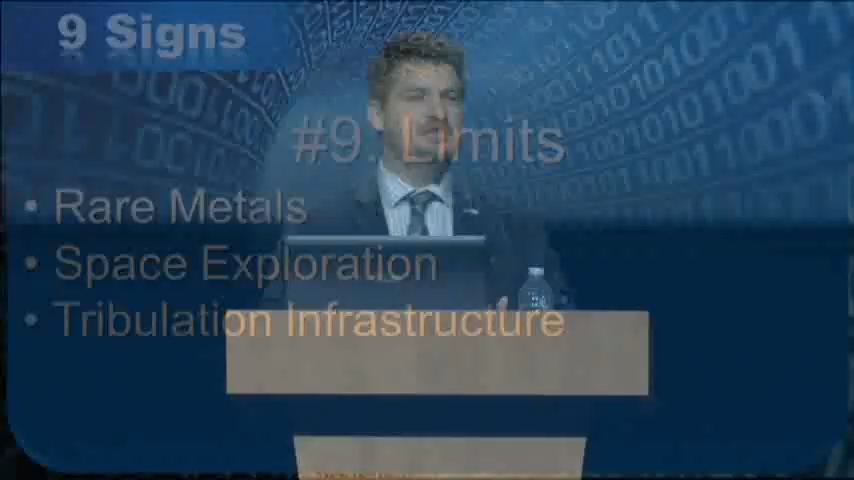 9 Signs
#9. Limits
• Rare Metals
• Space Exploration
• Tribulation Infrastructure